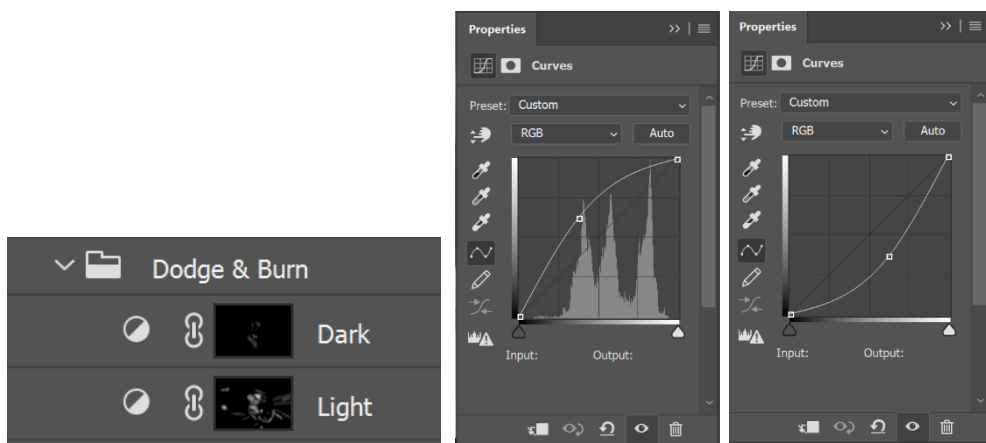 Dodge & Burn
Dark
Light
Properties
Curves
Preset: Custom
RGB Auto
Input: Output:
Properties
Curves
Preset: Custom
RGB Auto
Input: Output: